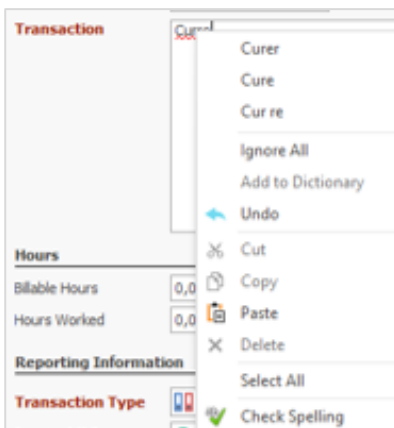 Transaction
Curre
Curer
Cure
Cur re
Ignore All
Add to Dictionary
Undo
Cut
Copy
Paste
Delete
Select All
Check Spelling
Hours
Billable Hours 0,0
Hours Worked 0,0
Reporting Information
Transaction Type